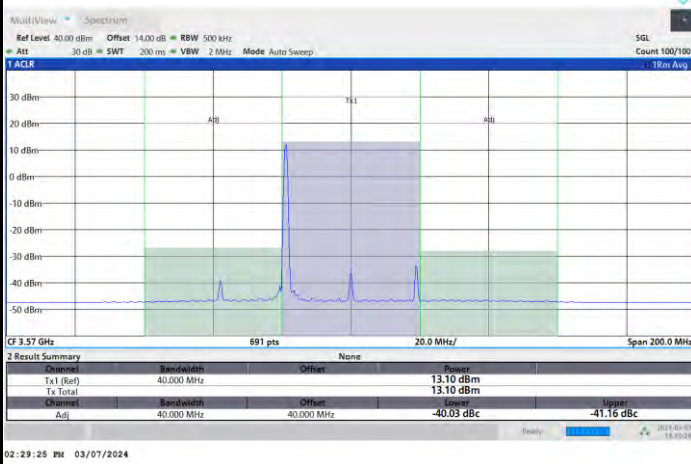 MultiView Spectrum
Ref Level 40.00 dBm Offset 14.00 dB RBW 500 kHz SGL
Att 30 dB SWT 200 ms VBW 2 MHz Mode Auto Sweep Count 100/100
1 ACLR 1Rm Avg
30 dBm
Tx1
20 dBm
Adj Adj
10 dBm
0 dBm
-10 dBm
-20 dBm
-30 dBm
-40 dBm
-50 dBm
CF 3.57 GHz 691 pts 20.0 MHz/ Span 200.0 MHz
2 Result Summary None
Channel Bandwidth Offset Power
Tx1 (Ref) 40.000 MHz 13.10 dBm
Tx Total 13.10 dBm
Channel Bandwidth Offset Lower Upper
Adj 40.000 MHz 40.000 MHz -40.03 dBc -41.16 dBc
Ready
02:29:25 PM 03/07/2024